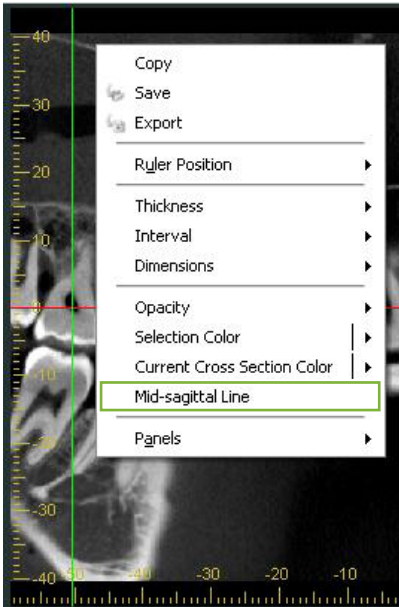 40
Copy
Save
30
Export
20
Ruler Position
Thickness
10
Interval
Dimensions
0
Opacity
Selection Color
Current Cross Section Color
-10
Mid-sagittal Line
Panels
-20
-30
-40
-50 -40 -30 -20 -10